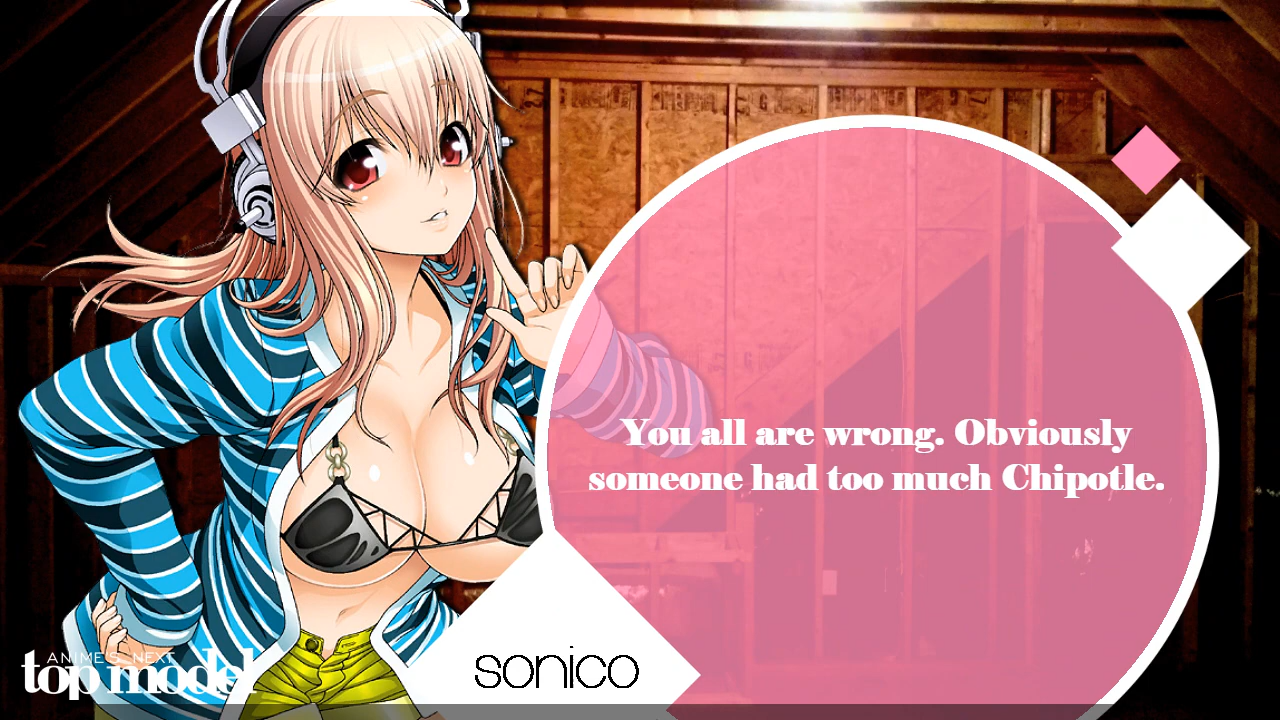 You all are wrong. Obviously
someone had too much Chipotle.
ANIME'S NEXT
top model
sonico